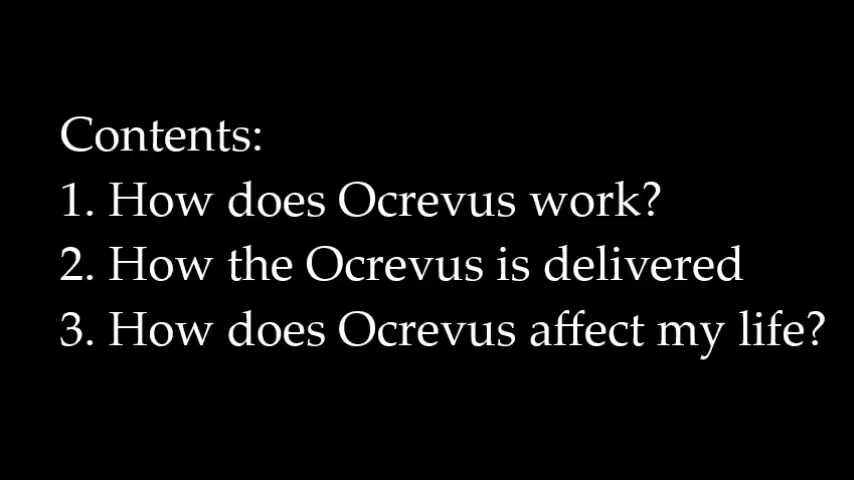 Contents:
1. How does Ocrevus work?
2. How the Ocrevus is delivered
3. How does Ocrevus affect my life?